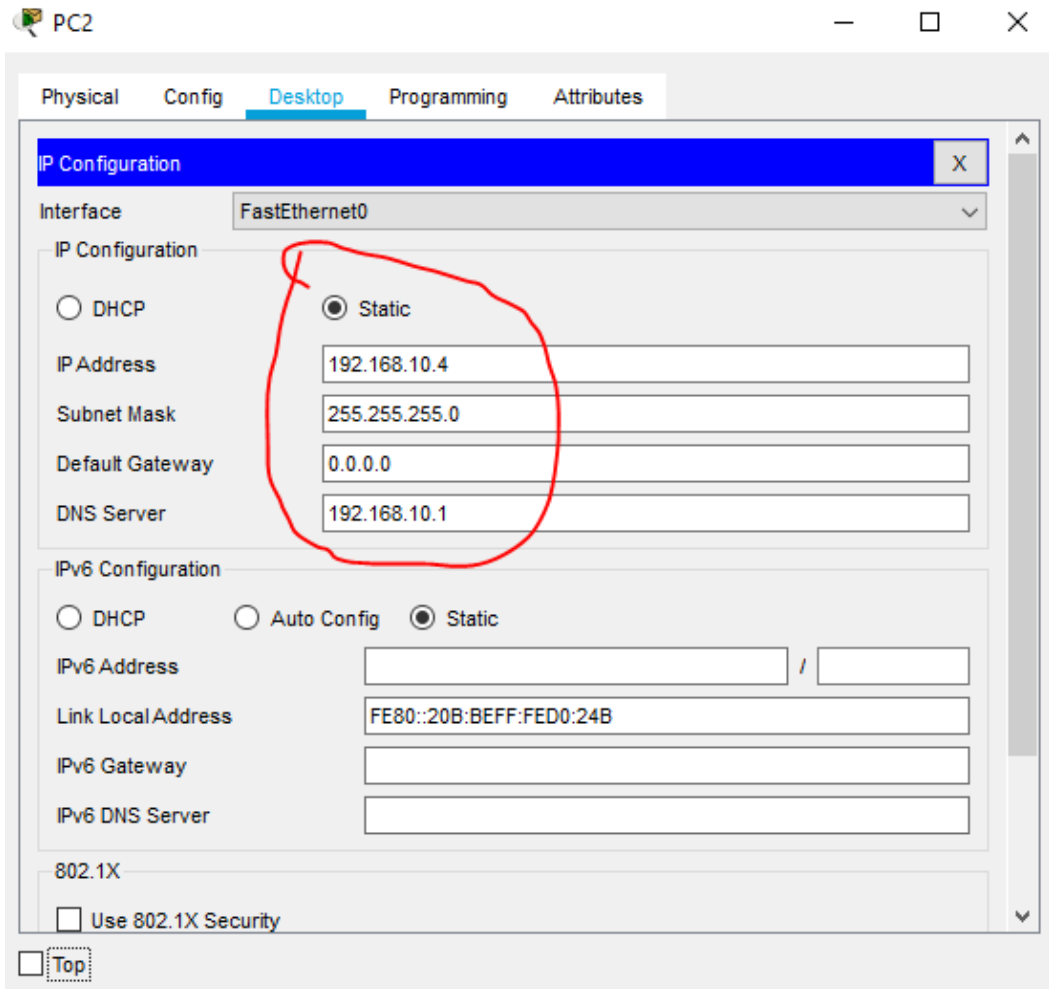 PC2
Physical Config Desktop Programming Attributes
IP Configuration X
Interface FastEthernet0
IP Configuration
DHCP Static
IP Address 192.168.10.4
Subnet Mask 255.255.255.0
Default Gateway 0.0.0.0
DNS Server 192.168.10.1
IPv6 Configuration
DHCP Auto Config Static
IPv6 Address /
Link Local Address FE80::20B:BEFF:FED0:24B
IPv6 Gateway
IPv6 DNS Server
802.1X
Use 802.1X Security
Top